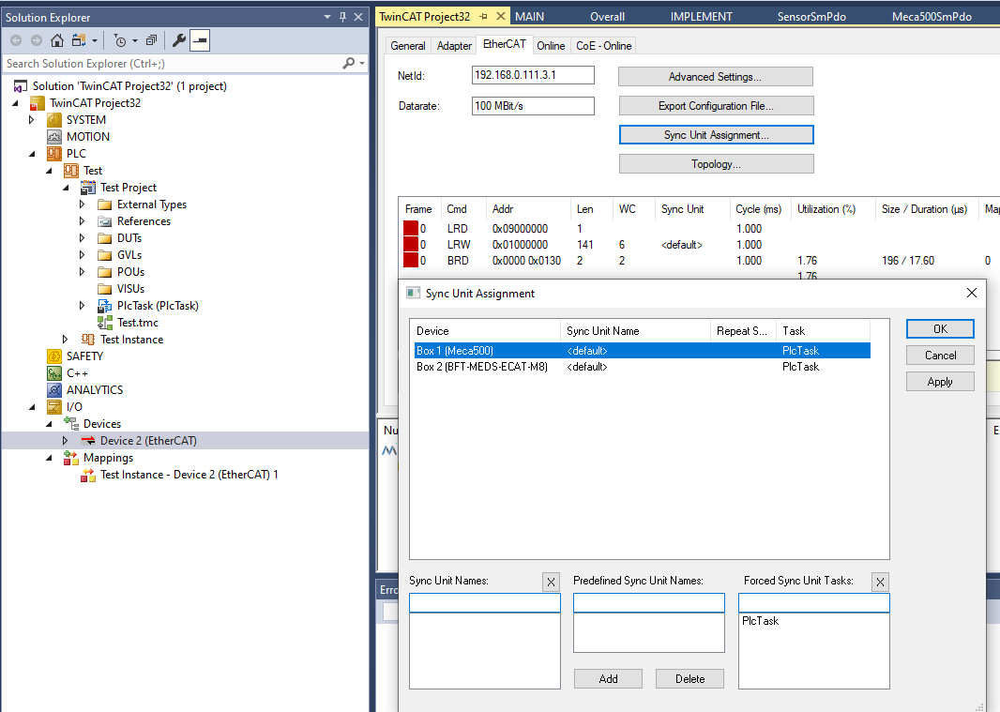 Solution Explorer
Search Solution Explorer (Ctrl+;)
Solution 'TwinCAT Project32' (1 project)
TwinCAT Project32
SYSTEM
MOTION
PLC
Test
Test Project
External Types
References
DUTs
GVLs
POUs
VISUs
PlcTask (PlcTask)
Test.tmc
Test Instance
SAFETY
C++
ANALYTICS
I/O
Devices
Device 2 (EtherCAT)
Mappings
Test Instance - Device 2 (EtherCAT) 1
TwinCAT Project32 MAIN Overall IMPLEMENT SensorSmPdo Meca500SmPdo
General Adapter EtherCAT Online CoE - Online
NetId: 192.168.0.111.3.1 Advanced Settings...
Datarate: 100 MBit/s Export Configuration File...
Sync Unit Assignment...
Topology...
Frame Cmd Addr Len WC Sync Unit Cycle (ms) Utilization (%) Size / Duration (µs) Map
0 LRD 0x09000000 1 1.000
0 LRW 0x01000000 141 6 <default> 1.000
0 BRD 0x0000 0x0130 2 2 1.000 1.76 196 / 17.60 0
1.76
Sync Unit Assignment
Device Sync Unit Name Repeat S... Task
Box 1 (Meca500) <default> PlcTask
Box 2 (BFT-MEDS-ECAT-M8) <default> PlcTask
OK
Cancel
Apply
Nu
E
Erro
Sync Unit Names: X Predefined Sync Unit Names: Forced Sync Unit Tasks: X
PlcTask
Add Delete